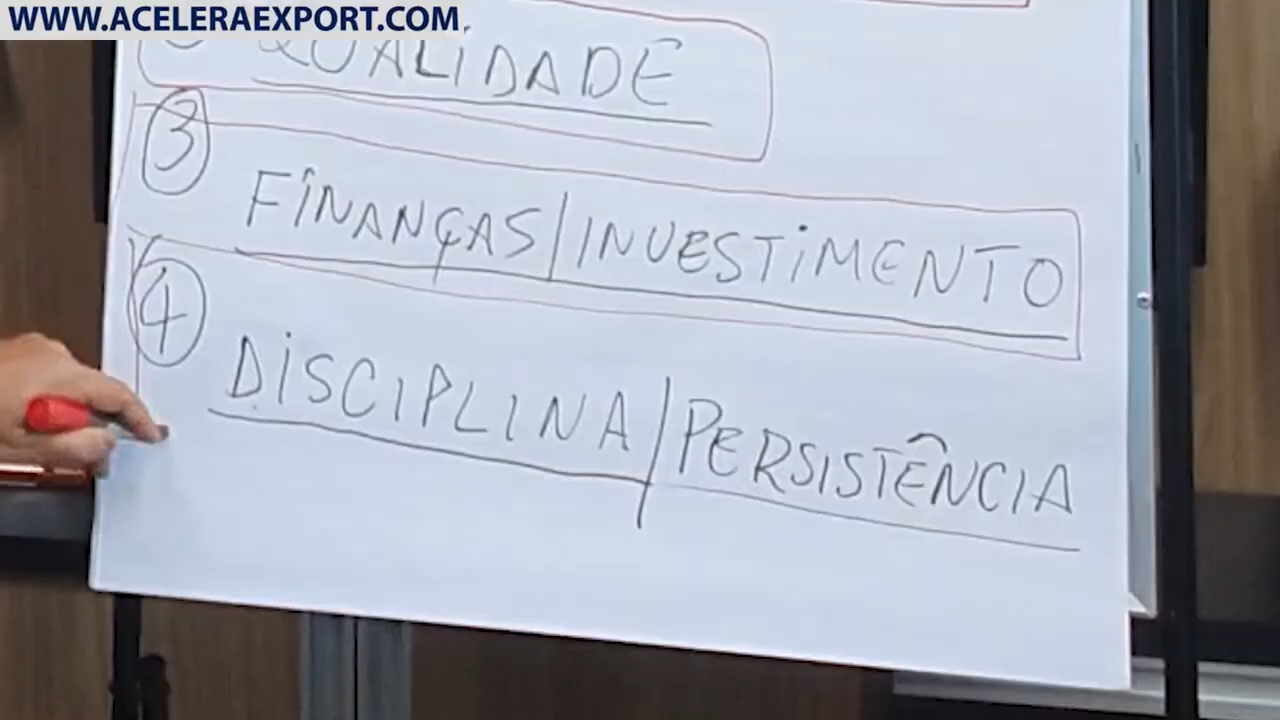 WWW.ACELERAEXPORT.COM
QUALIDADE
3 FINANÇAS/INVESTIMENTO
4 DISCIPLINA/PERSISTÊNCIA